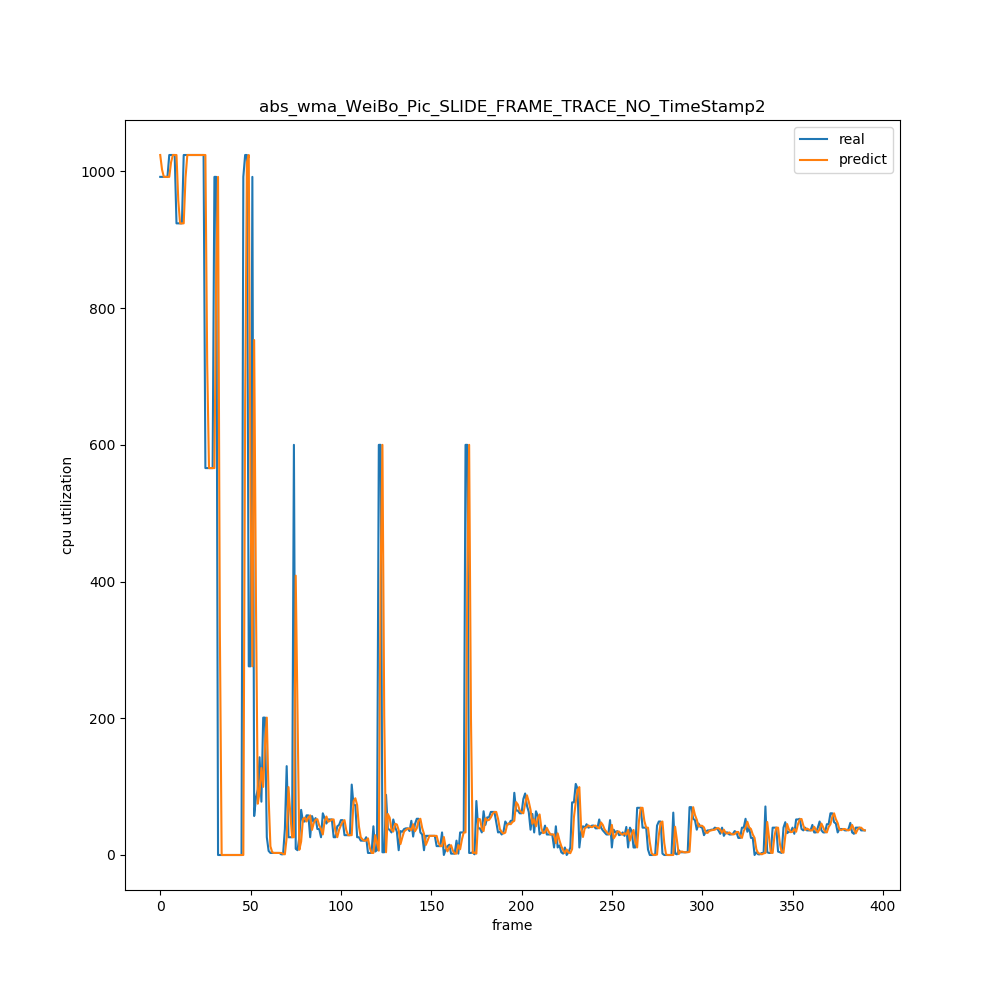 abs_wma_WeiBo_Pic_SLIDE_FRAME_TRACE_NO_TimeStamp2
real
predict
1000
800
600
400
200
0
cpu utilization
0 50 100 150 200 250 300 350 400
frame